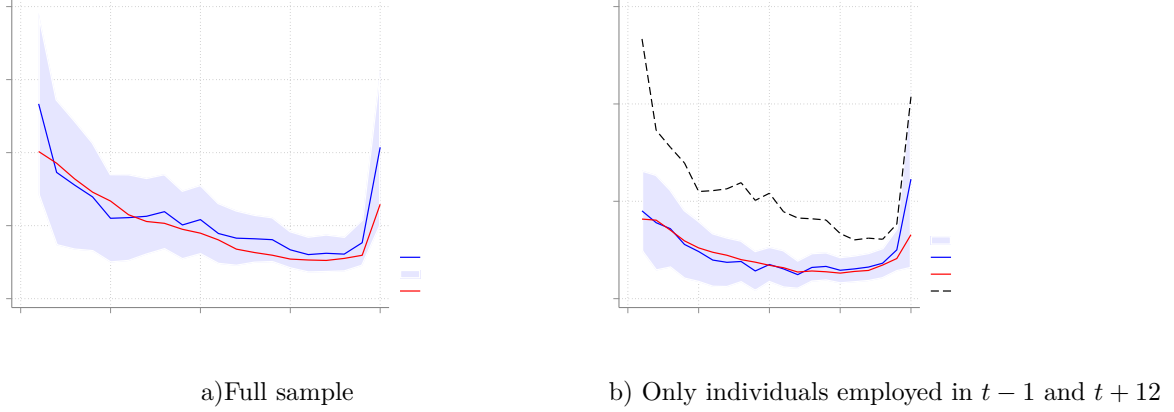 a)Full sample
b) Only individuals employed in t − 1 and t + 12